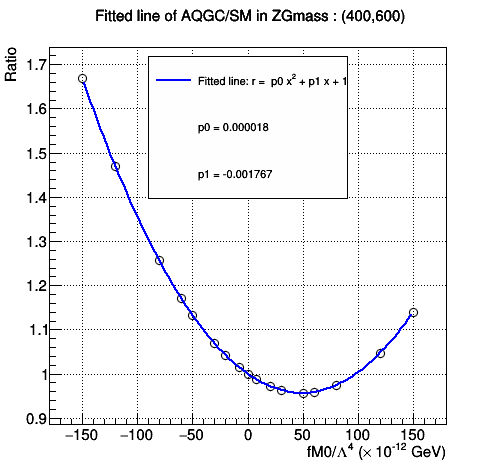 Fitted line of AQGC/SM in ZGmass : (400,600)
Ratio
1.7
1.6
1.5
1.4
1.3
1.2
1.1
1
0.9
Fitted line: r = p0 x² + p1 x + 1
p0 = 0.000018
p1 = -0.001767
−150 −100 −50 0 50 100 150
fM0/Λ⁴ (× 10⁻¹² GeV)